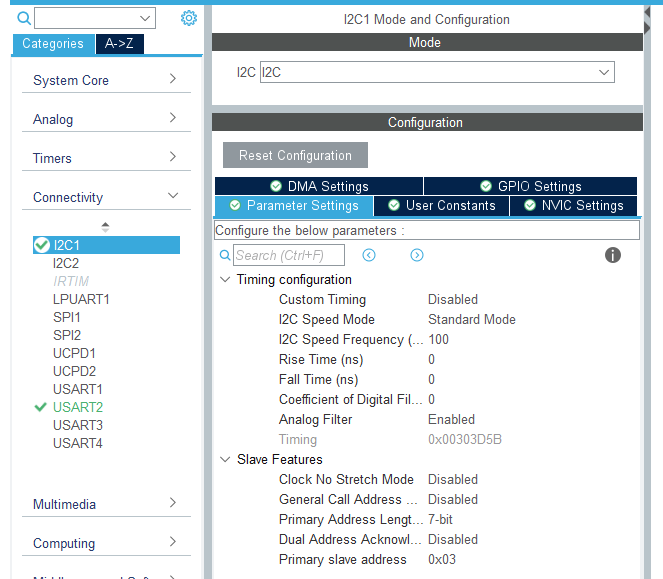 Categories
A->Z
System Core
Analog
Timers
Connectivity
I2C1
I2C2
IRTIM
LPUART1
SPI1
SPI2
UCPD1
UCPD2
USART1
USART2
USART3
USART4
Multimedia
Computing
I2C1 Mode and Configuration
Mode
I2C I2C
Configuration
Reset Configuration
DMA Settings
GPIO Settings
Parameter Settings
User Constants
NVIC Settings
Configure the below parameters :
Search (Ctrl+F)
Timing configuration
Custom Timing Disabled
I2C Speed Mode Standard Mode
I2C Speed Frequency (... 100
Rise Time (ns) 0
Fall Time (ns) 0
Coefficient of Digital Fil... 0
Analog Filter Enabled
Timing 0x00303D5B
Slave Features
Clock No Stretch Mode Disabled
General Call Address ... Disabled
Primary Address Lengt... 7-bit
Dual Address Acknowl... Disabled
Primary slave address 0x03